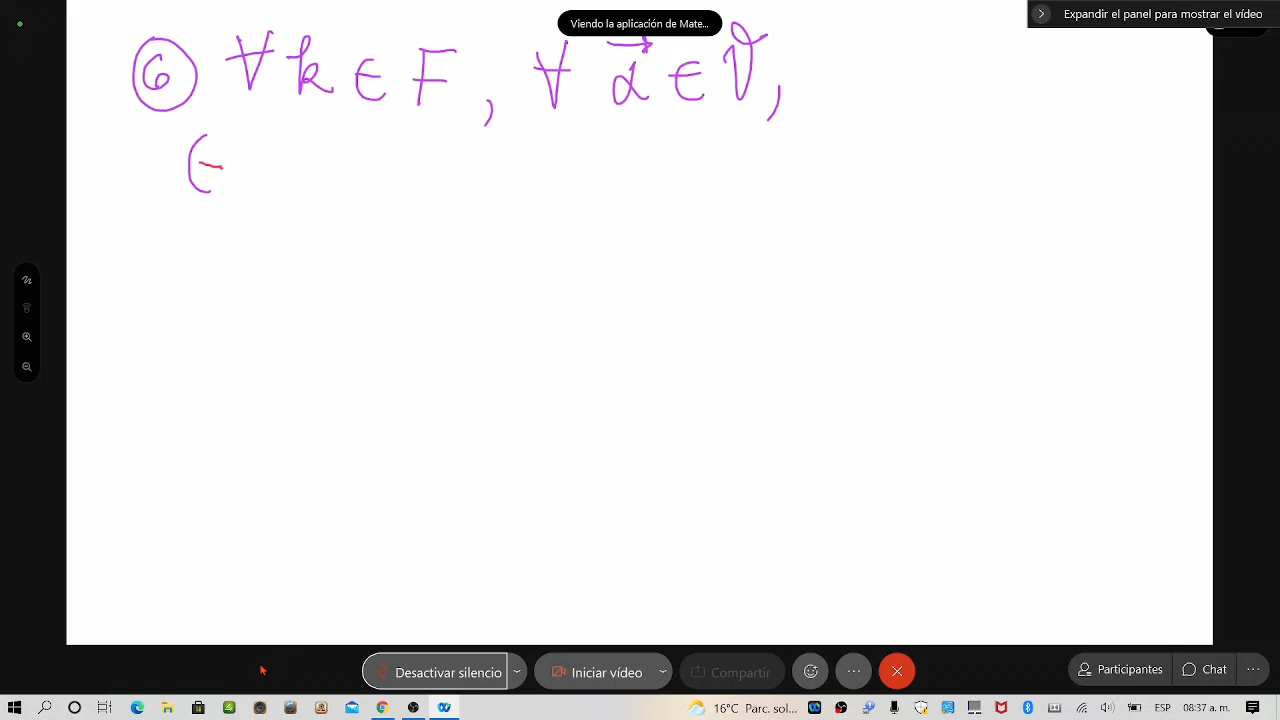 Viendo la aplicación de Mate...
Expandir el panel para mostrar el vídeo
⑥ ∀ k ∈ F , ∀ α⃗ ∈ V ,
(-
Desactivar silencio
Iniciar vídeo
Compartir
Participantes
Chat
16°C Parc. sol...
ESP
08:37 a. m.